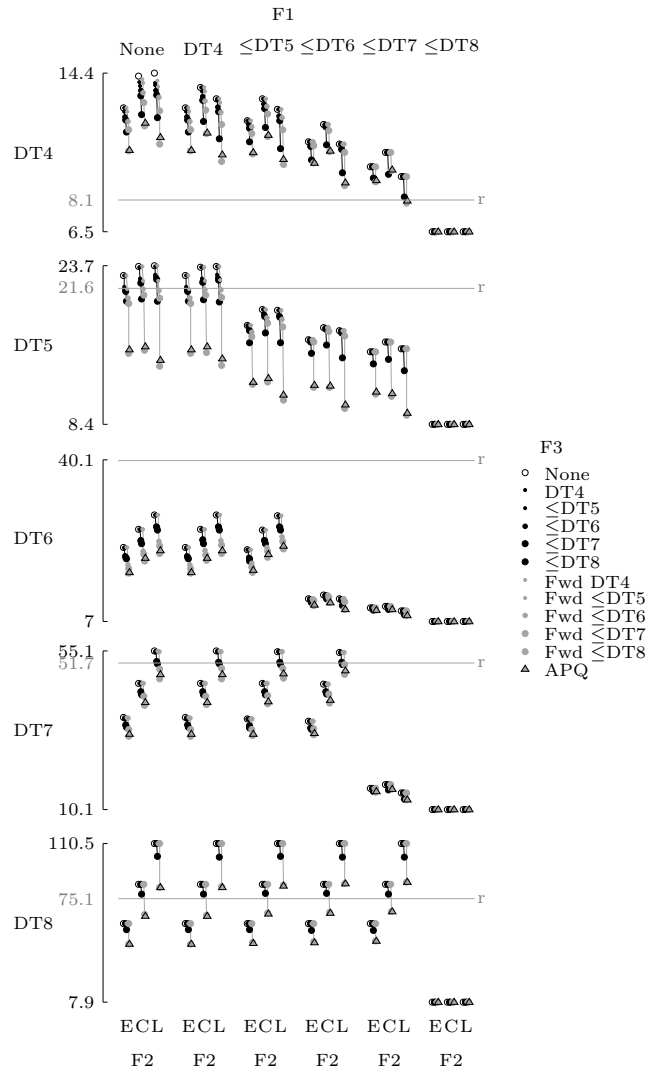 F1
None DT4 ≤DT5 ≤DT6 ≤DT7 ≤DT8
14.4
DT4
8.1 r
6.5
23.7
21.6 r
DT5
8.4
40.1 r
DT6
7
55.1
51.7 r
DT7
10.1
110.5
75.1 r
DT8
7.9
ECL ECL ECL ECL ECL ECL
F2 F2 F2 F2 F2 F2
F3
None
DT4
≤DT5
≤DT6
≤DT7
≤DT8
Fwd DT4
Fwd ≤DT5
Fwd ≤DT6
Fwd ≤DT7
Fwd ≤DT8
APQ